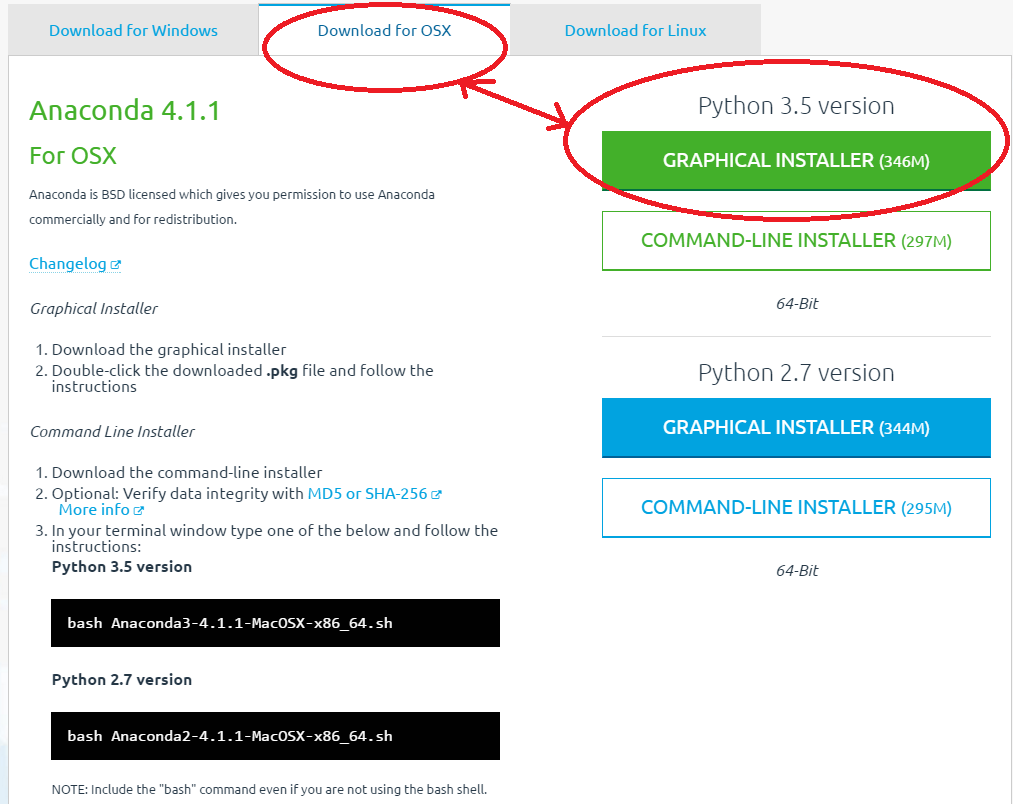 Download for Windows
Download for OSX
Download for Linux
Anaconda 4.1.1
For OSX
Anaconda is BSD licensed which gives you permission to use Anaconda
commercially and for redistribution.
Changelog
Graphical Installer
1. Download the graphical installer
2. Double-click the downloaded .pkg file and follow the
instructions
Command Line Installer
1. Download the command-line installer
2. Optional: Verify data integrity with MD5 or SHA-256
More info
3. In your terminal window type one of the below and follow the
instructions:
Python 3.5 version
bash Anaconda3-4.1.1-MacOSX-x86_64.sh
Python 2.7 version
bash Anaconda2-4.1.1-MacOSX-x86_64.sh
NOTE: Include the "bash" command even if you are not using the bash shell.
Python 3.5 version
GRAPHICAL INSTALLER (346M)
COMMAND-LINE INSTALLER (297M)
64-Bit
Python 2.7 version
GRAPHICAL INSTALLER (344M)
COMMAND-LINE INSTALLER (295M)
64-Bit